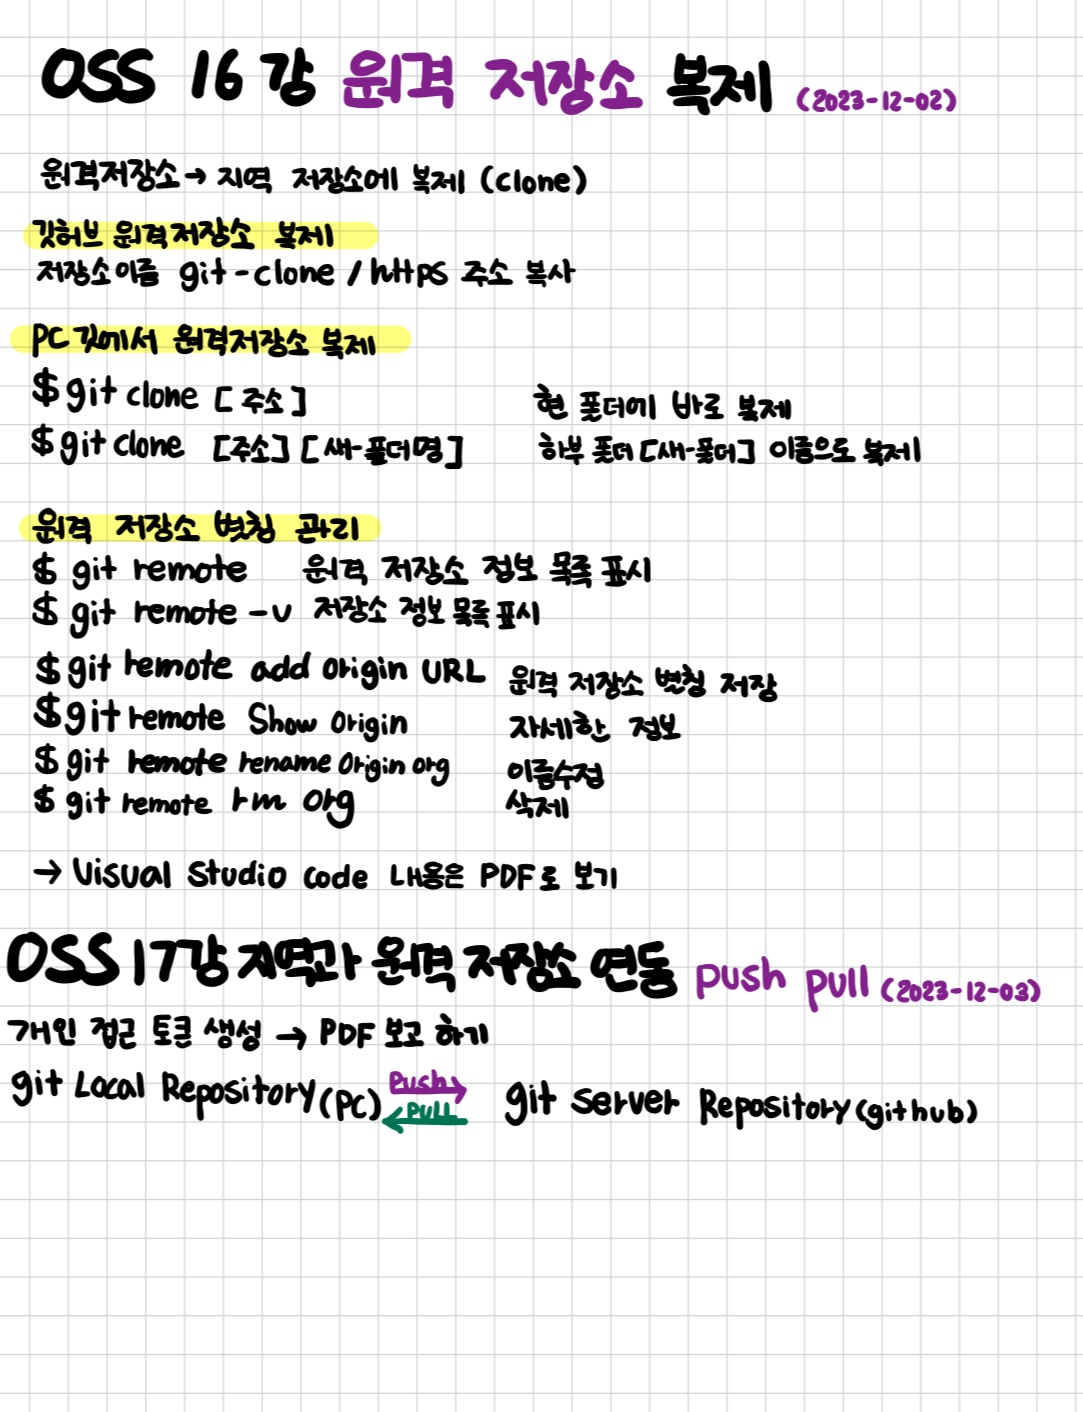 OSS 16강 원격 저장소 복제 (2023-12-02)
원격저장소 → 지역 저장소에 복제 (clone)
깃허브 원격저장소 복제
저장소이름 git-clone / https 주소 복사
PC 깃에서 원격저장소 복제
$ git clone [주소] 현 폴더에 바로 복제
$ git clone [주소] [새-폴더명] 하부 폴더 [새-폴더] 이름으로 복제
원격 저장소 별칭 관리
$ git remote 원격 저장소 정보 목록 표시
$ git remote -v 저장소 정보 목록 표시
$ git remote add origin URL 원격 저장소 별칭 저장
$ git remote show origin 자세한 정보
$ git remote rename origin org 이름수정
$ git remote rm org 삭제
→ Visual Studio code 내용은 PDF로 보기
OSS 17강 지역과 원격 저장소 연동 push pull (2023-12-03)
개인 접근 토큰 생성 → PDF 보고 하기
git Local Repository (PC) push pull git server Repository (github)